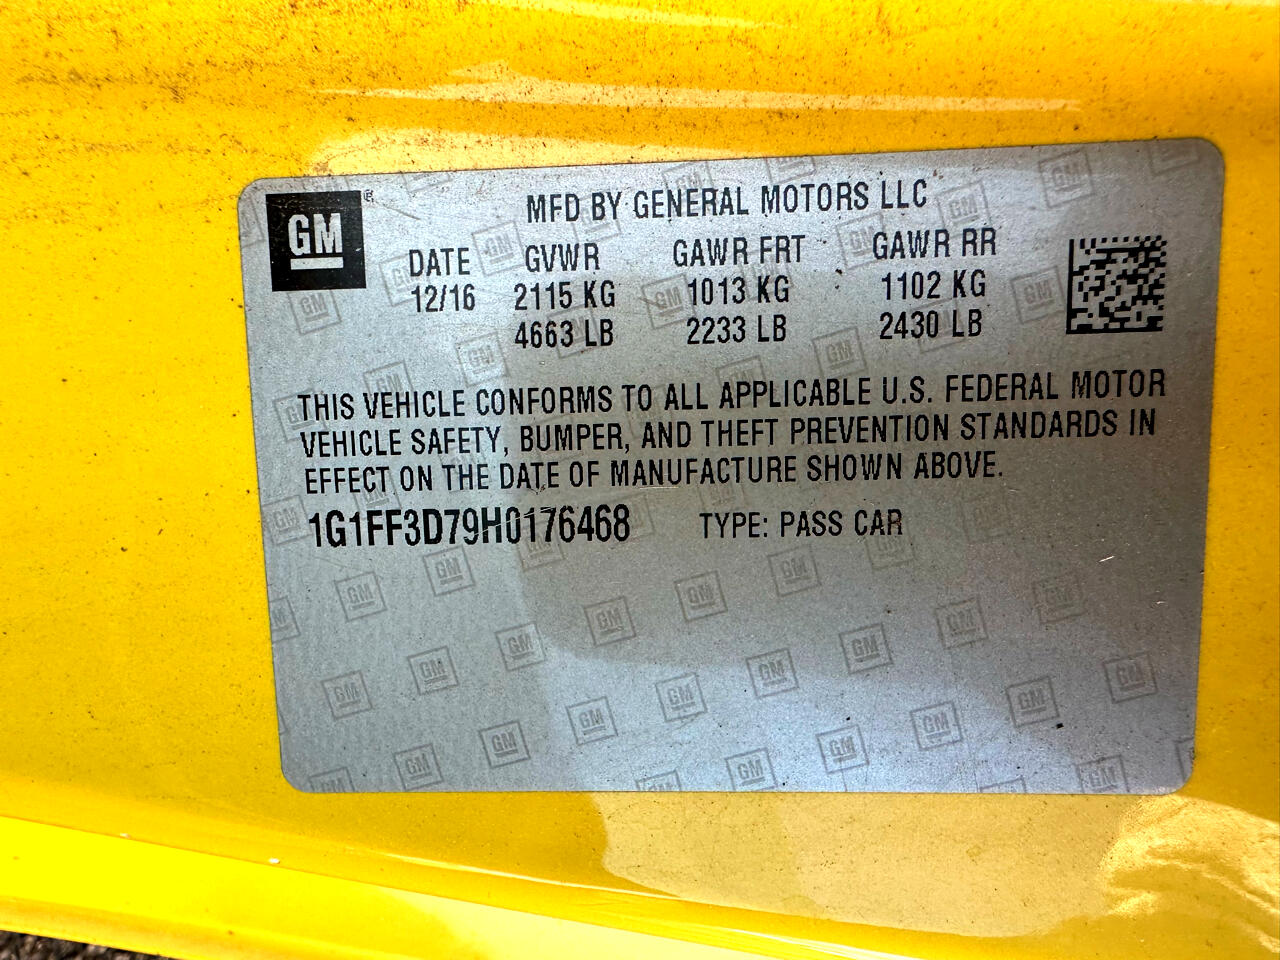 GM
MFD BY GENERAL MOTORS LLC
DATE GVWR GAWR FRT GAWR RR
12/16 2115 KG 1013 KG 1102 KG
4663 LB 2233 LB 2430 LB
THIS VEHICLE CONFORMS TO ALL APPLICABLE U.S. FEDERAL MOTOR
VEHICLE SAFETY, BUMPER, AND THEFT PREVENTION STANDARDS IN
EFFECT ON THE DATE OF MANUFACTURE SHOWN ABOVE.
1G1FF3D79H0176468 TYPE: PASS CAR